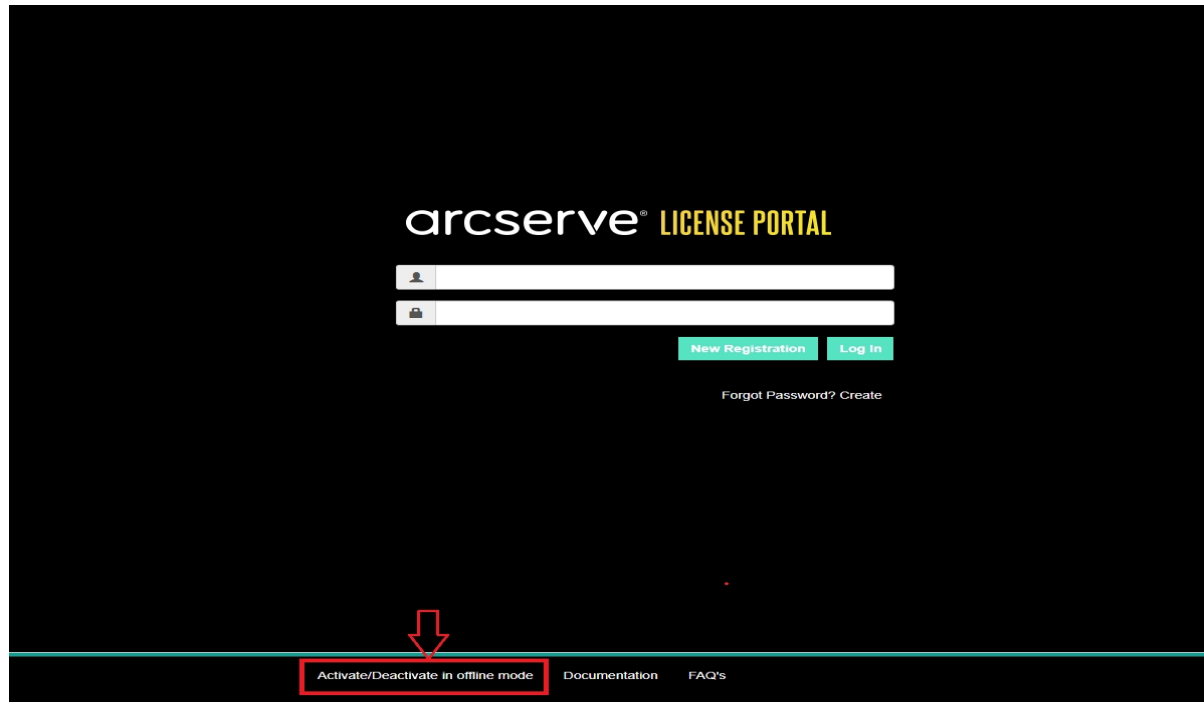 arcserve® LICENSE PORTAL
New Registration Log In
Forgot Password? Create
Activate/Deactivate in offline mode Documentation FAQ's